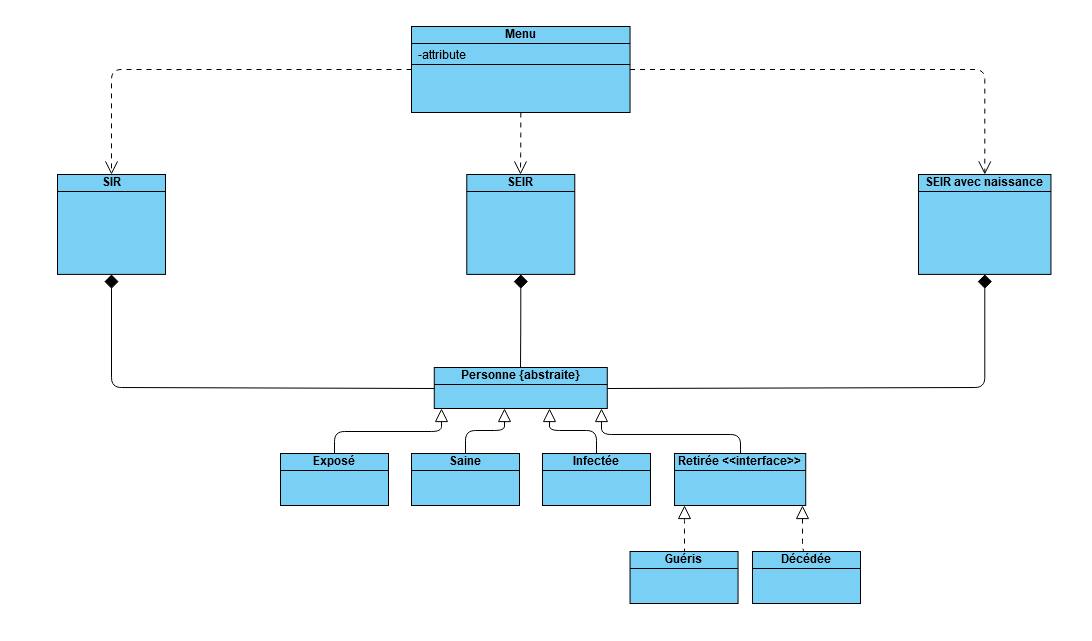 Menu
-attribute
SIR
SEIR
SEIR avec naissance
Personne {abstraite}
Exposé
Saine
Infectée
Retirée <<interface>>
Guéris
Décédée